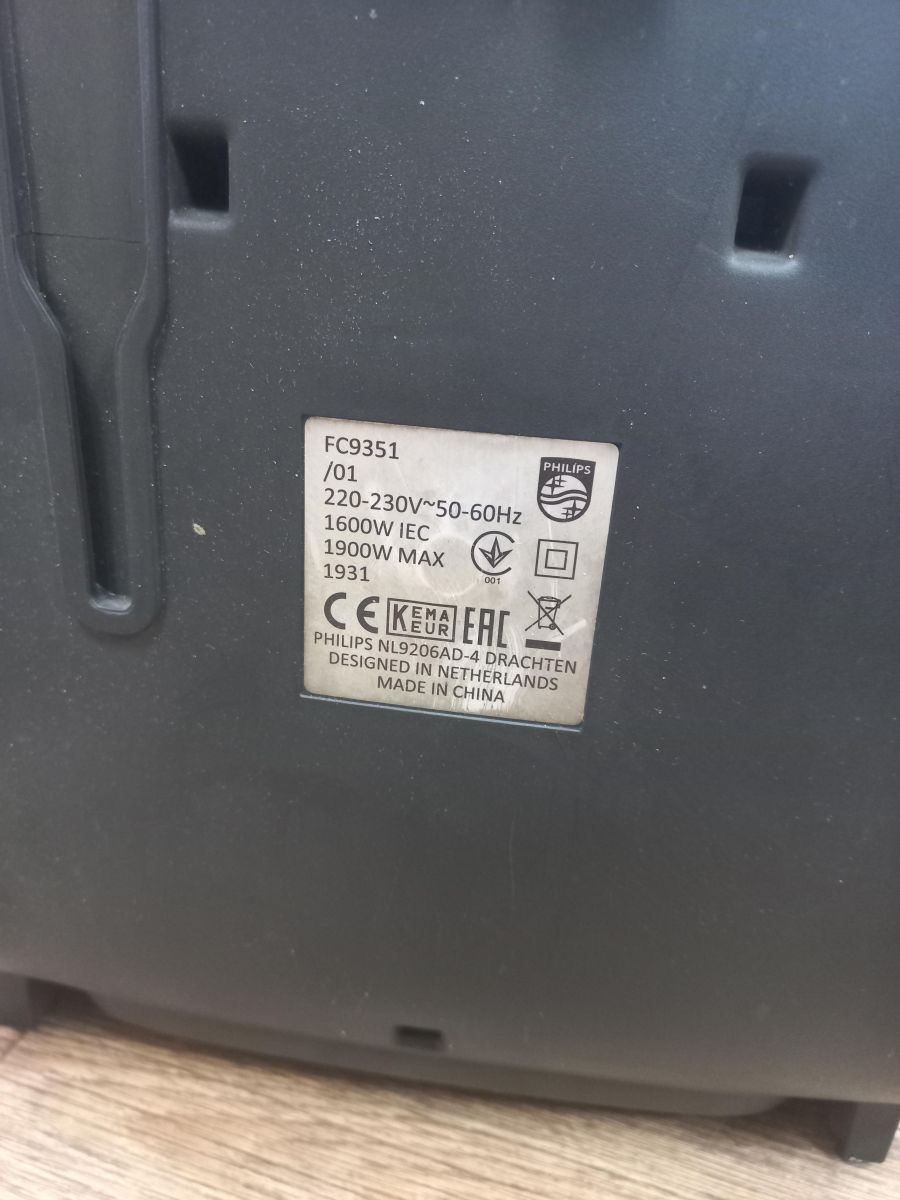 FC9351
/01
220-230V~50-60Hz
1600W IEC
1900W MAX
1931
PHILIPS
001
CE KEMA EUR EAC
PHILIPS NL9206AD-4 DRACHTEN
DESIGNED IN NETHERLANDS
MADE IN CHINA